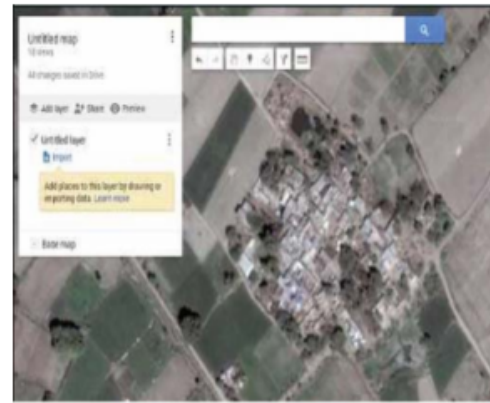 Untitled map
All changes saved in Drive
Add layer Share Preview
Untitled layer
Import
Add places to this layer by drawing or
importing data. Learn more
Base map